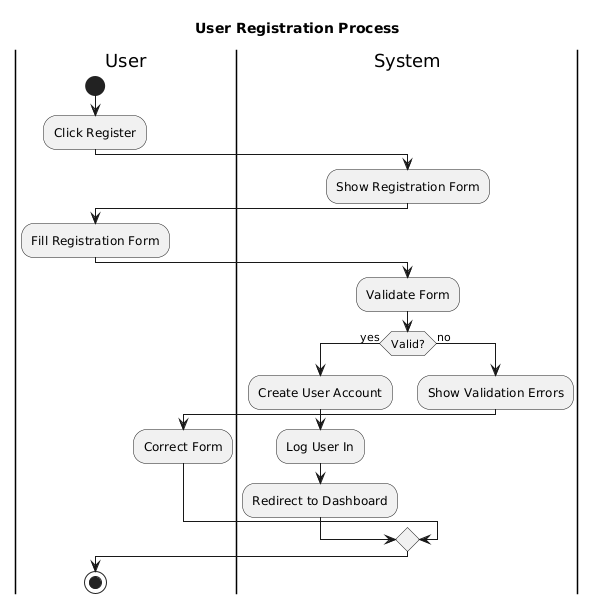 User Registration Process
User
System
Click Register
Show Registration Form
Fill Registration Form
Validate Form
yes
Valid?
no
Create User Account
Show Validation Errors
Correct Form
Log User In
Redirect to Dashboard